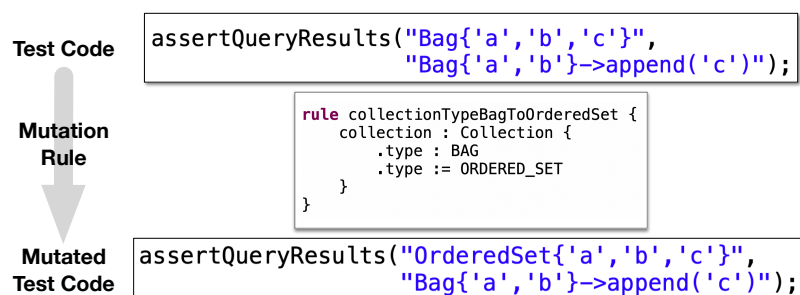 Test Code
assertQueryResults("Bag{'a','b','c'}",
"Bag{'a','b'}->append('c')");
Mutation
Rule
rule collectionTypeBagToOrderedSet {
collection : Collection {
.type : BAG
.type := ORDERED_SET
}
}
Mutated
Test Code
assertQueryResults("OrderedSet{'a','b','c'}",
"Bag{'a','b'}->append('c')");